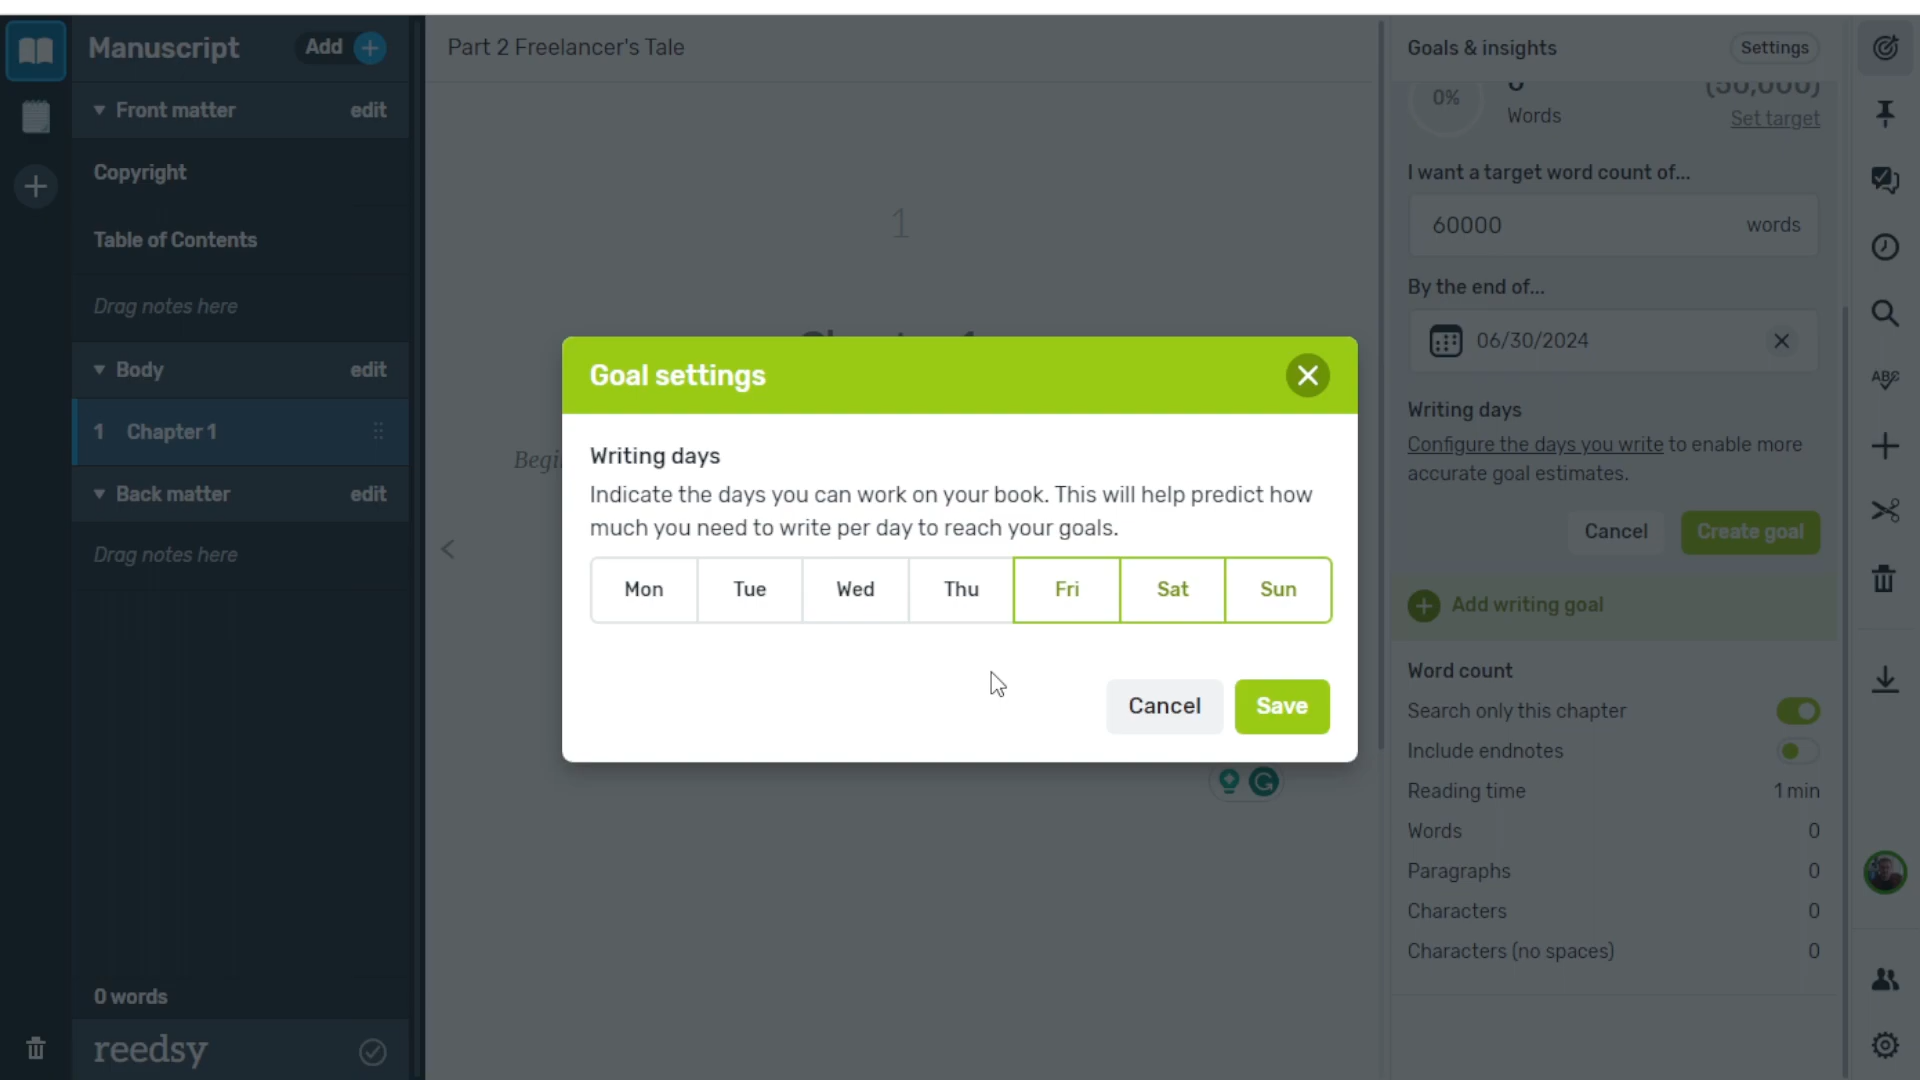 Manuscript
Add
Front matter
edit
Copyright
Table of Contents
Drag notes here
Body
edit
1 Chapter 1
Back matter
edit
Drag notes here
0 words
reedsy
Part 2 Freelancer's Tale
1
Goal settings
Writing days
Indicate the days you can work on your book. This will help predict how
much you need to write per day to reach your goals.
Mon Tue Wed Thu Fri Sat Sun
Cancel Save
Goals & insights
Settings
0%
Words
Set target
I want a target word count of...
60000 words
By the end of...
06/30/2024
Writing days
Configure the days you write to enable more
accurate goal estimates.
Cancel Create goal
Add writing goal
Word count
Search only this chapter
Include endnotes
Reading time 1 min
Words 0
Paragraphs 0
Characters 0
Characters (no spaces) 0
ABC